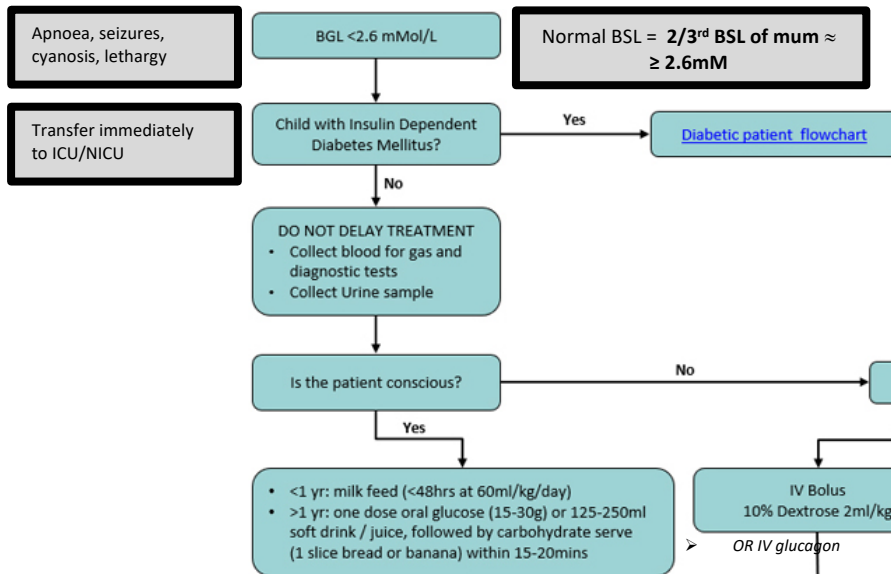 Apnoea, seizures,
cyanosis, lethargy
BGL <2.6 mMol/L
Normal BSL = 2/3rd BSL of mum ≈
≥ 2.6mM
Transfer immediately
to ICU/NICU
Child with Insulin Dependent
Diabetes Mellitus?
Yes
Diabetic patient flowchart
No
DO NOT DELAY TREATMENT
• Collect blood for gas and
diagnostic tests
• Collect Urine sample
Is the patient conscious?
No
Yes
• <1 yr: milk feed (<48hrs at 60ml/kg/day)
• >1 yr: one dose oral glucose (15-30g) or 125-250ml
soft drink / juice, followed by carbohydrate serve
(1 slice bread or banana) within 15-20mins
IV Bolus
10% Dextrose 2ml/kg
➢ OR IV glucagon